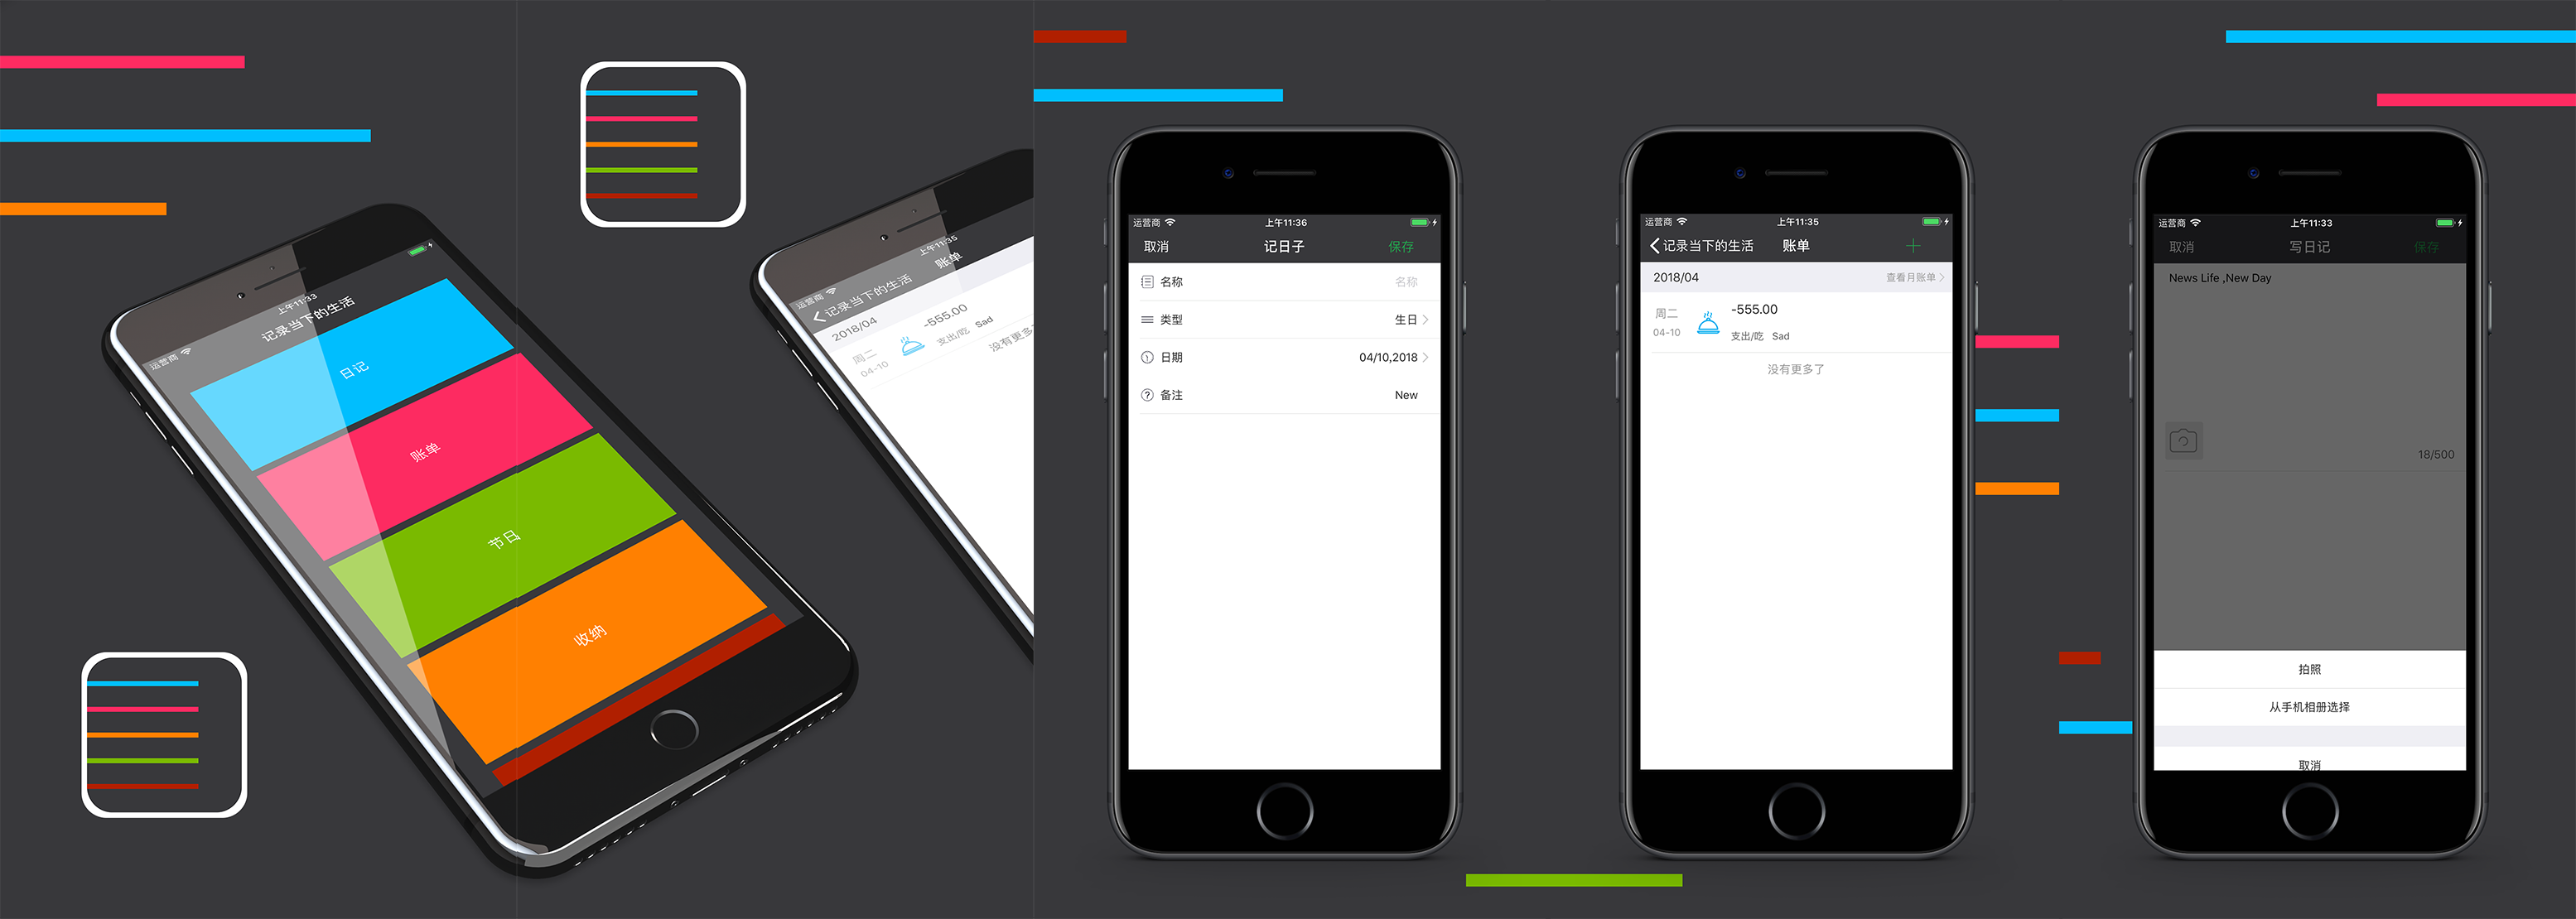 运营商
上午11:33
记录当下的生活
日记
账单
节日
收纳
运营商
上午11:35
记录当下的生活
账单
2018/04
周二
04-10
-555.00
支出/吃 Sad
没有更多
运营商
上午11:36
取消
记日子
保存
名称
名称
类型
生日
日期
04/10,2018
备注
New
运营商
上午11:35
记录当下的生活
账单
2018/04
查看月账单
周二
04-10
-555.00
支出/吃 Sad
没有更多了
运营商
上午11:33
取消
写日记
保存
News Life ,New Day
18/500
拍照
从手机相册选择
取消